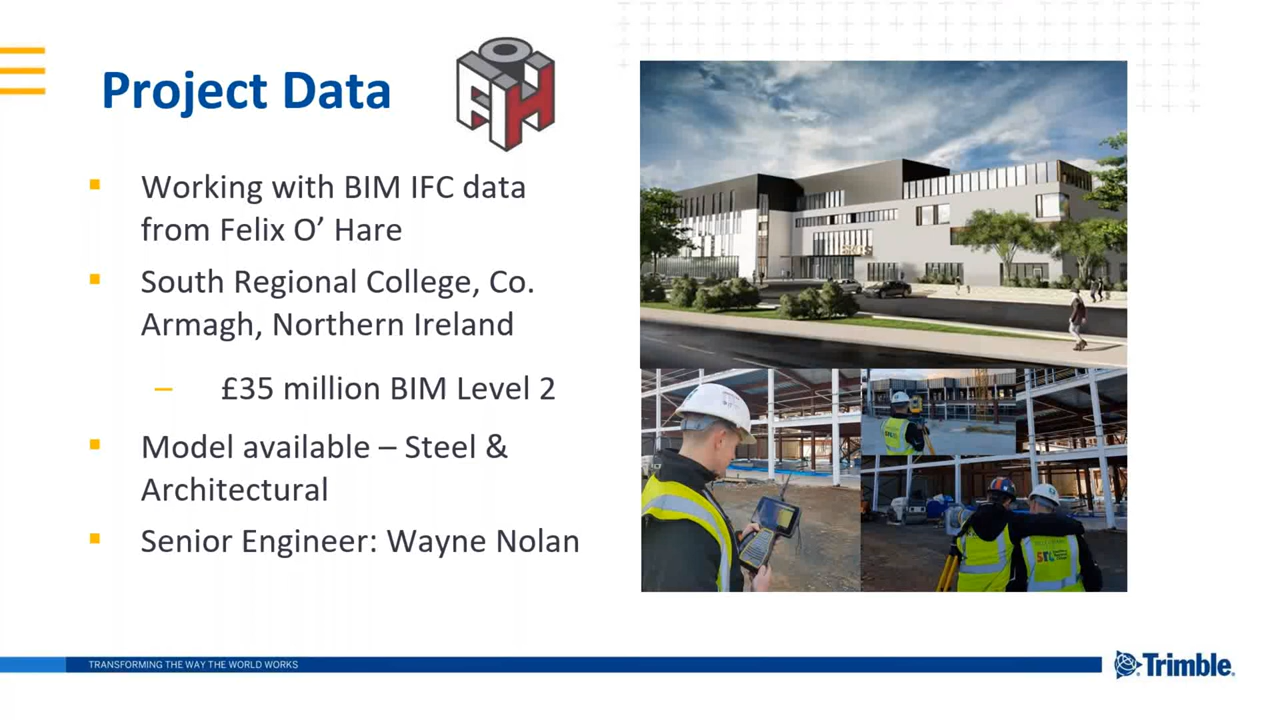 Project Data
Working with BIM IFC data
from Felix O’ Hare
South Regional College, Co.
Armagh, Northern Ireland
– £35 million BIM Level 2
Model available – Steel &
Architectural
Senior Engineer: Wayne Nolan
TRANSFORMING THE WAY THE WORLD WORKS
Trimble